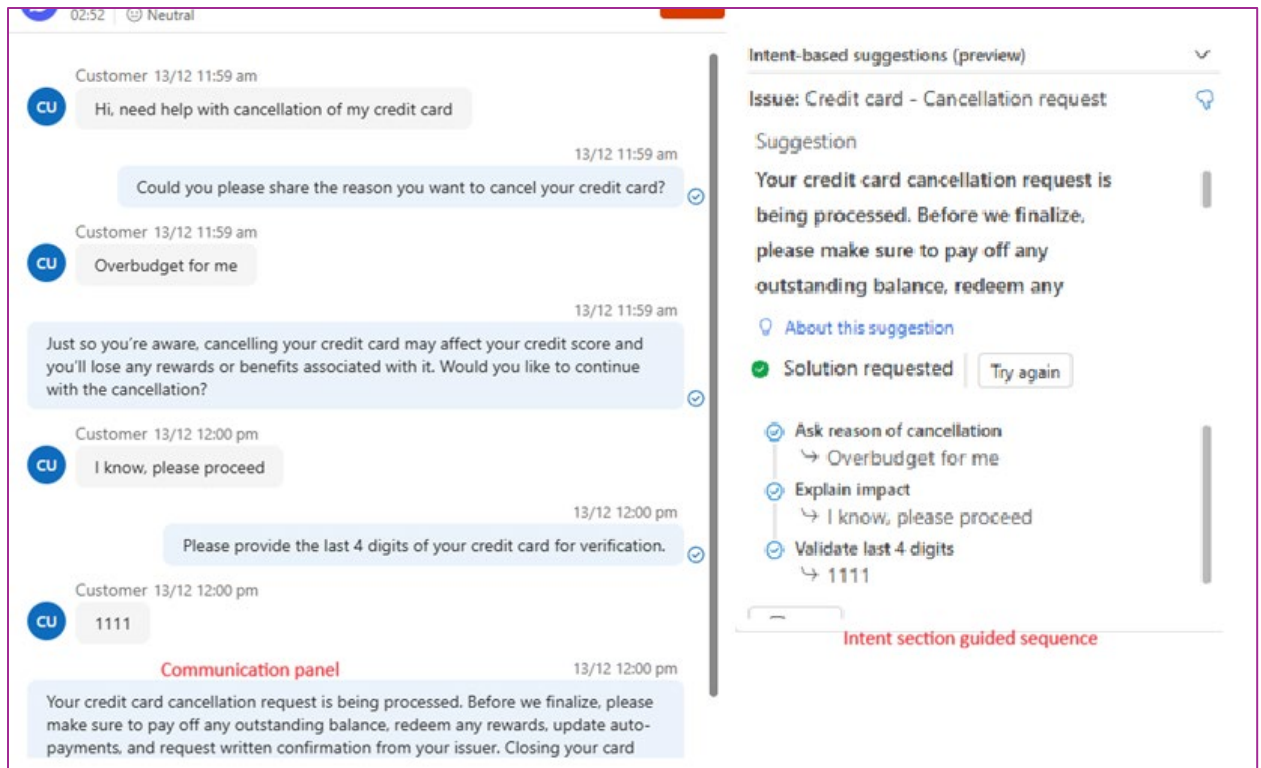 02:52 Neutral
Customer 13/12 11:59 am
CU
Hi, need help with cancellation of my credit card
13/12 11:59 am
Could you please share the reason you want to cancel your credit card?
Customer 13/12 11:59 am
CU
Overbudget for me
13/12 11:59 am
Just so you're aware, cancelling your credit card may affect your credit score and
you'll lose any rewards or benefits associated with it. Would you like to continue
with the cancellation?
Customer 13/12 12:00 pm
CU
I know, please proceed
13/12 12:00 pm
Please provide the last 4 digits of your credit card for verification.
Customer 13/12 12:00 pm
CU
1111
Communication panel
13/12 12:00 pm
Your credit card cancellation request is being processed. Before we finalize, please
make sure to pay off any outstanding balance, redeem any rewards, update auto-
payments, and request written confirmation from your issuer. Closing your card
Intent-based suggestions (preview)
Issue: Credit card - Cancellation request
Suggestion
Your credit card cancellation request is
being processed. Before we finalize,
please make sure to pay off any
outstanding balance, redeem any
About this suggestion
Solution requested
Try again
Ask reason of cancellation
Overbudget for me
Explain impact
I know, please proceed
Validate last 4 digits
1111
Intent section guided sequence